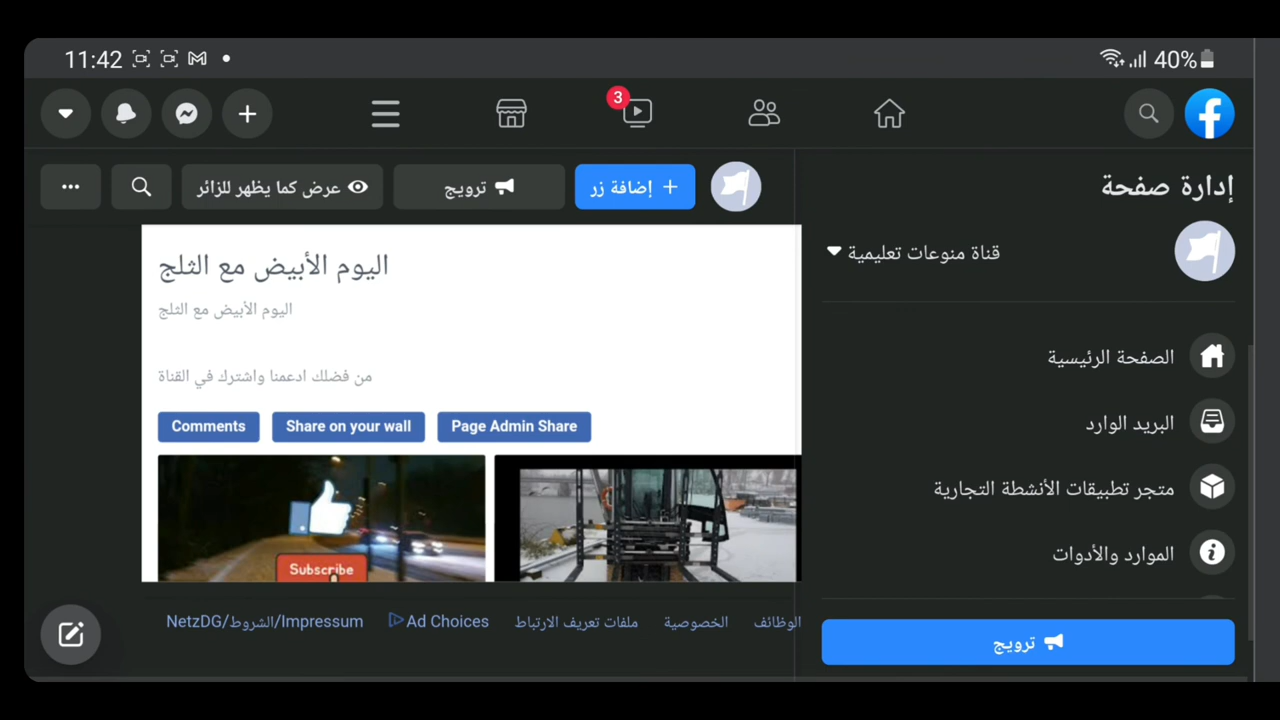 11:42
40%
3
إدارة صفحة
قناة منوعات تعليمية
الصفحة الرئيسية
البريد الوارد
متجر تطبيقات الأنشطة التجارية
الموارد والأدوات
ترويج
إضافة زر +
ترويج
عرض كما يظهر للزائر
...
اليوم الأبيض مع الثلج
اليوم الأبيض مع الثلج
من فضلك ادعمنا واشترك في القناة
Comments
Share on your wall
Page Admin Share
Subscribe
الوظائف
الخصوصية
ملفات تعريف الارتباط
Ad Choices
NetzDG/الشروط/Impressum